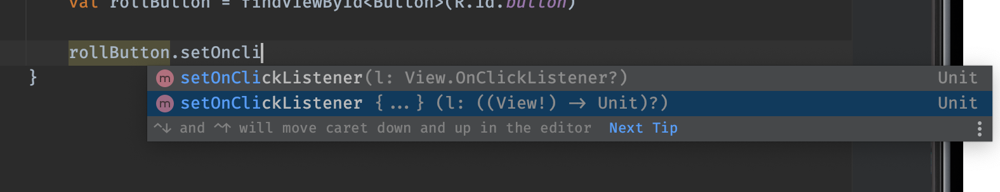 val rollButton = findViewById<Button>(R.id.button)
rollButton.setOncli
}
m setOnClickListener(l: View.OnClickListener?) Unit
m setOnClickListener {...} (l: ((View!) -> Unit)?) Unit
^↓ and ^↑ will move caret down and up in the editor Next Tip